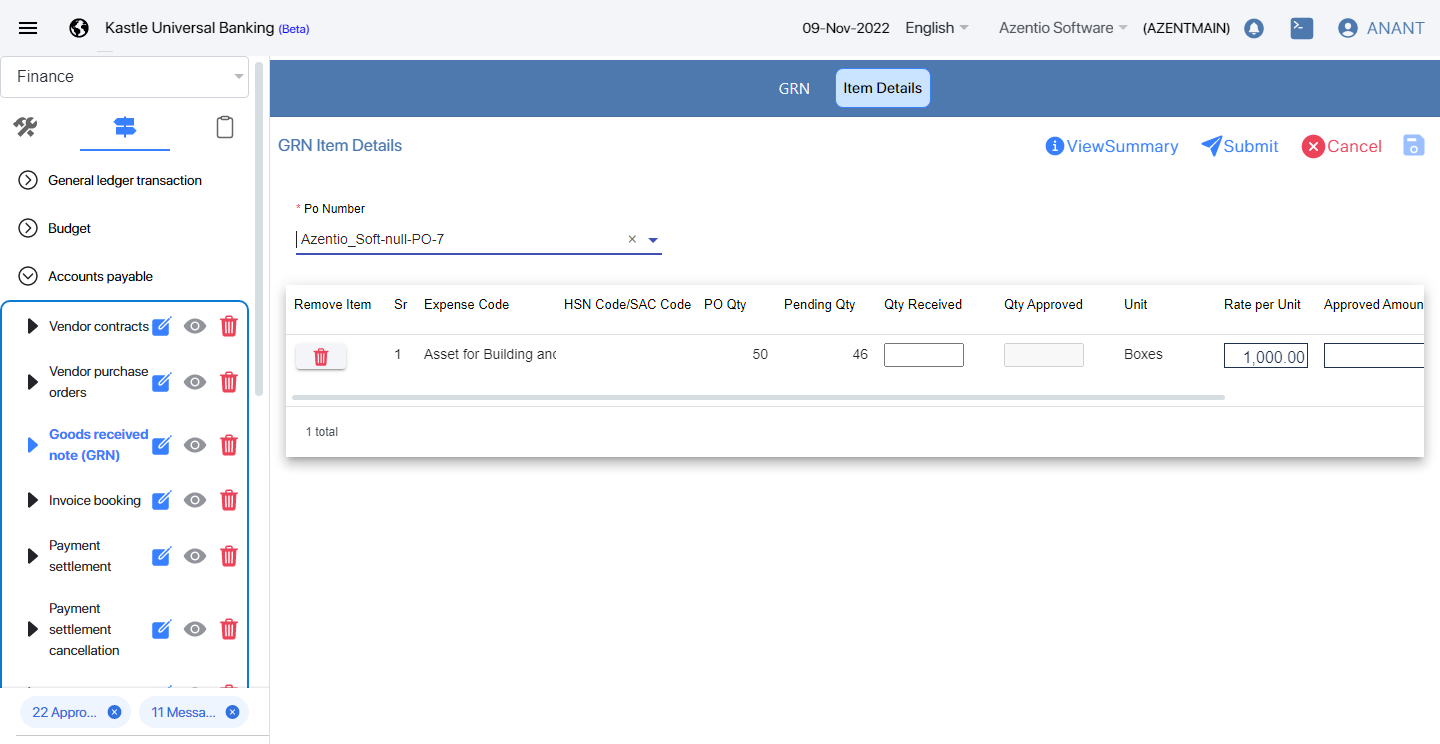 Kastle Universal Banking (Beta)
09-Nov-2022
English
Azentio Software
(AZENTMAIN)
ANANT
Finance
General ledger transaction
Budget
Accounts payable
Vendor contracts
Vendor purchase
orders
Goods received
note (GRN)
Invoice booking
Payment
settlement
Payment
settlement
cancellation
22 Appro...
11 Messa...
GRN
Item Details
GRN Item Details
ViewSummary
Submit
Cancel
* Po Number
Azentio_Soft-null-PO-7
Remove Item Sr Expense Code HSN Code/SAC Code PO Qty Pending Qty Qty Received Qty Approved Unit Rate per Unit Approved Amoun
1 Asset for Building and 50 46 Boxes 1,000.00
1 total